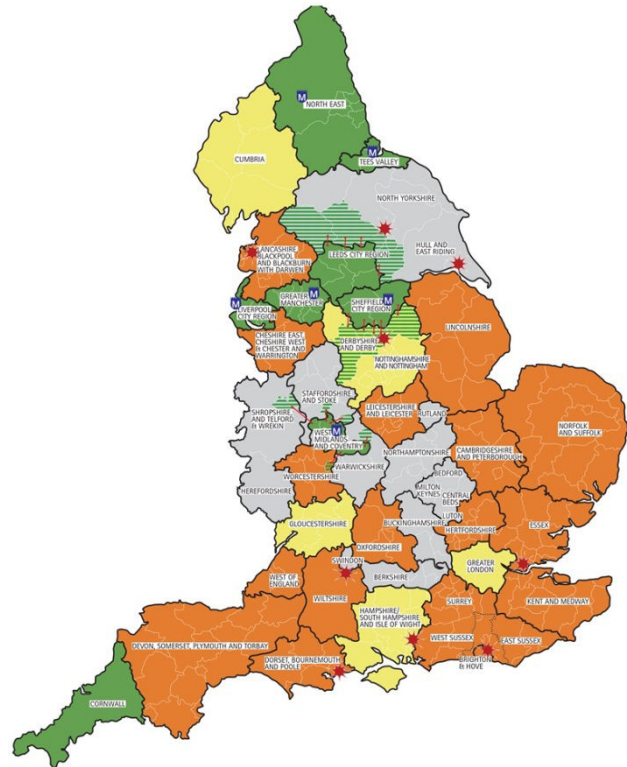 M
NORTH EAST
CUMBRIA
M
TEES VALLEY
NORTH YORKSHIRE
LANCASHIRE,
BLACKPOOL
AND BLACKBURN
WITH DARWEN
LEEDS CITY REGION
HULL AND
EAST RIDING
M
LIVERPOOL
CITY REGION
M
GREATER
MANCHESTER
M
SHEFFIELD
CITY REGION
LINCOLNSHIRE
CHESHIRE EAST,
CHESHIRE WEST
& CHESTER AND
WARRINGTON
DERBYSHIRE
AND DERBY
NOTTINGHAMSHIRE
AND NOTTINGHAM
STAFFORDSHIRE
AND STOKE
SHROPSHIRE
AND TELFORD
& WREKIN
LEICESTERSHIRE
AND LEICESTER
RUTLAND
NORFOLK
AND SUFFOLK
M
WEST
MIDLANDS
AND COVENTRY
WARWICKSHIRE
NORTHAMPTONSHIRE
CAMBRIDGESHIRE
AND PETERBOROUGH
HEREFORDSHIRE
WORCESTERSHIRE
BEDFORD
MILTON
KEYNES
CENTRAL
BEDS
LUTON
GLOUCESTERSHIRE
OXFORDSHIRE
BUCKINGHAMSHIRE
HERTFORDSHIRE
ESSEX
SWINDON
GREATER
LONDON
WEST OF
ENGLAND
WILTSHIRE
BERKSHIRE
SURREY
KENT AND MEDWAY
HAMPSHIRE/
SOUTH HAMPSHIRE
AND ISLE OF WIGHT
WEST SUSSEX
EAST SUSSEX
BRIGHTON
& HOVE
DEVON, SOMERSET, PLYMOUTH AND TORBAY
DORSET, BOURNEMOUTH
AND POOLE
CORNWALL